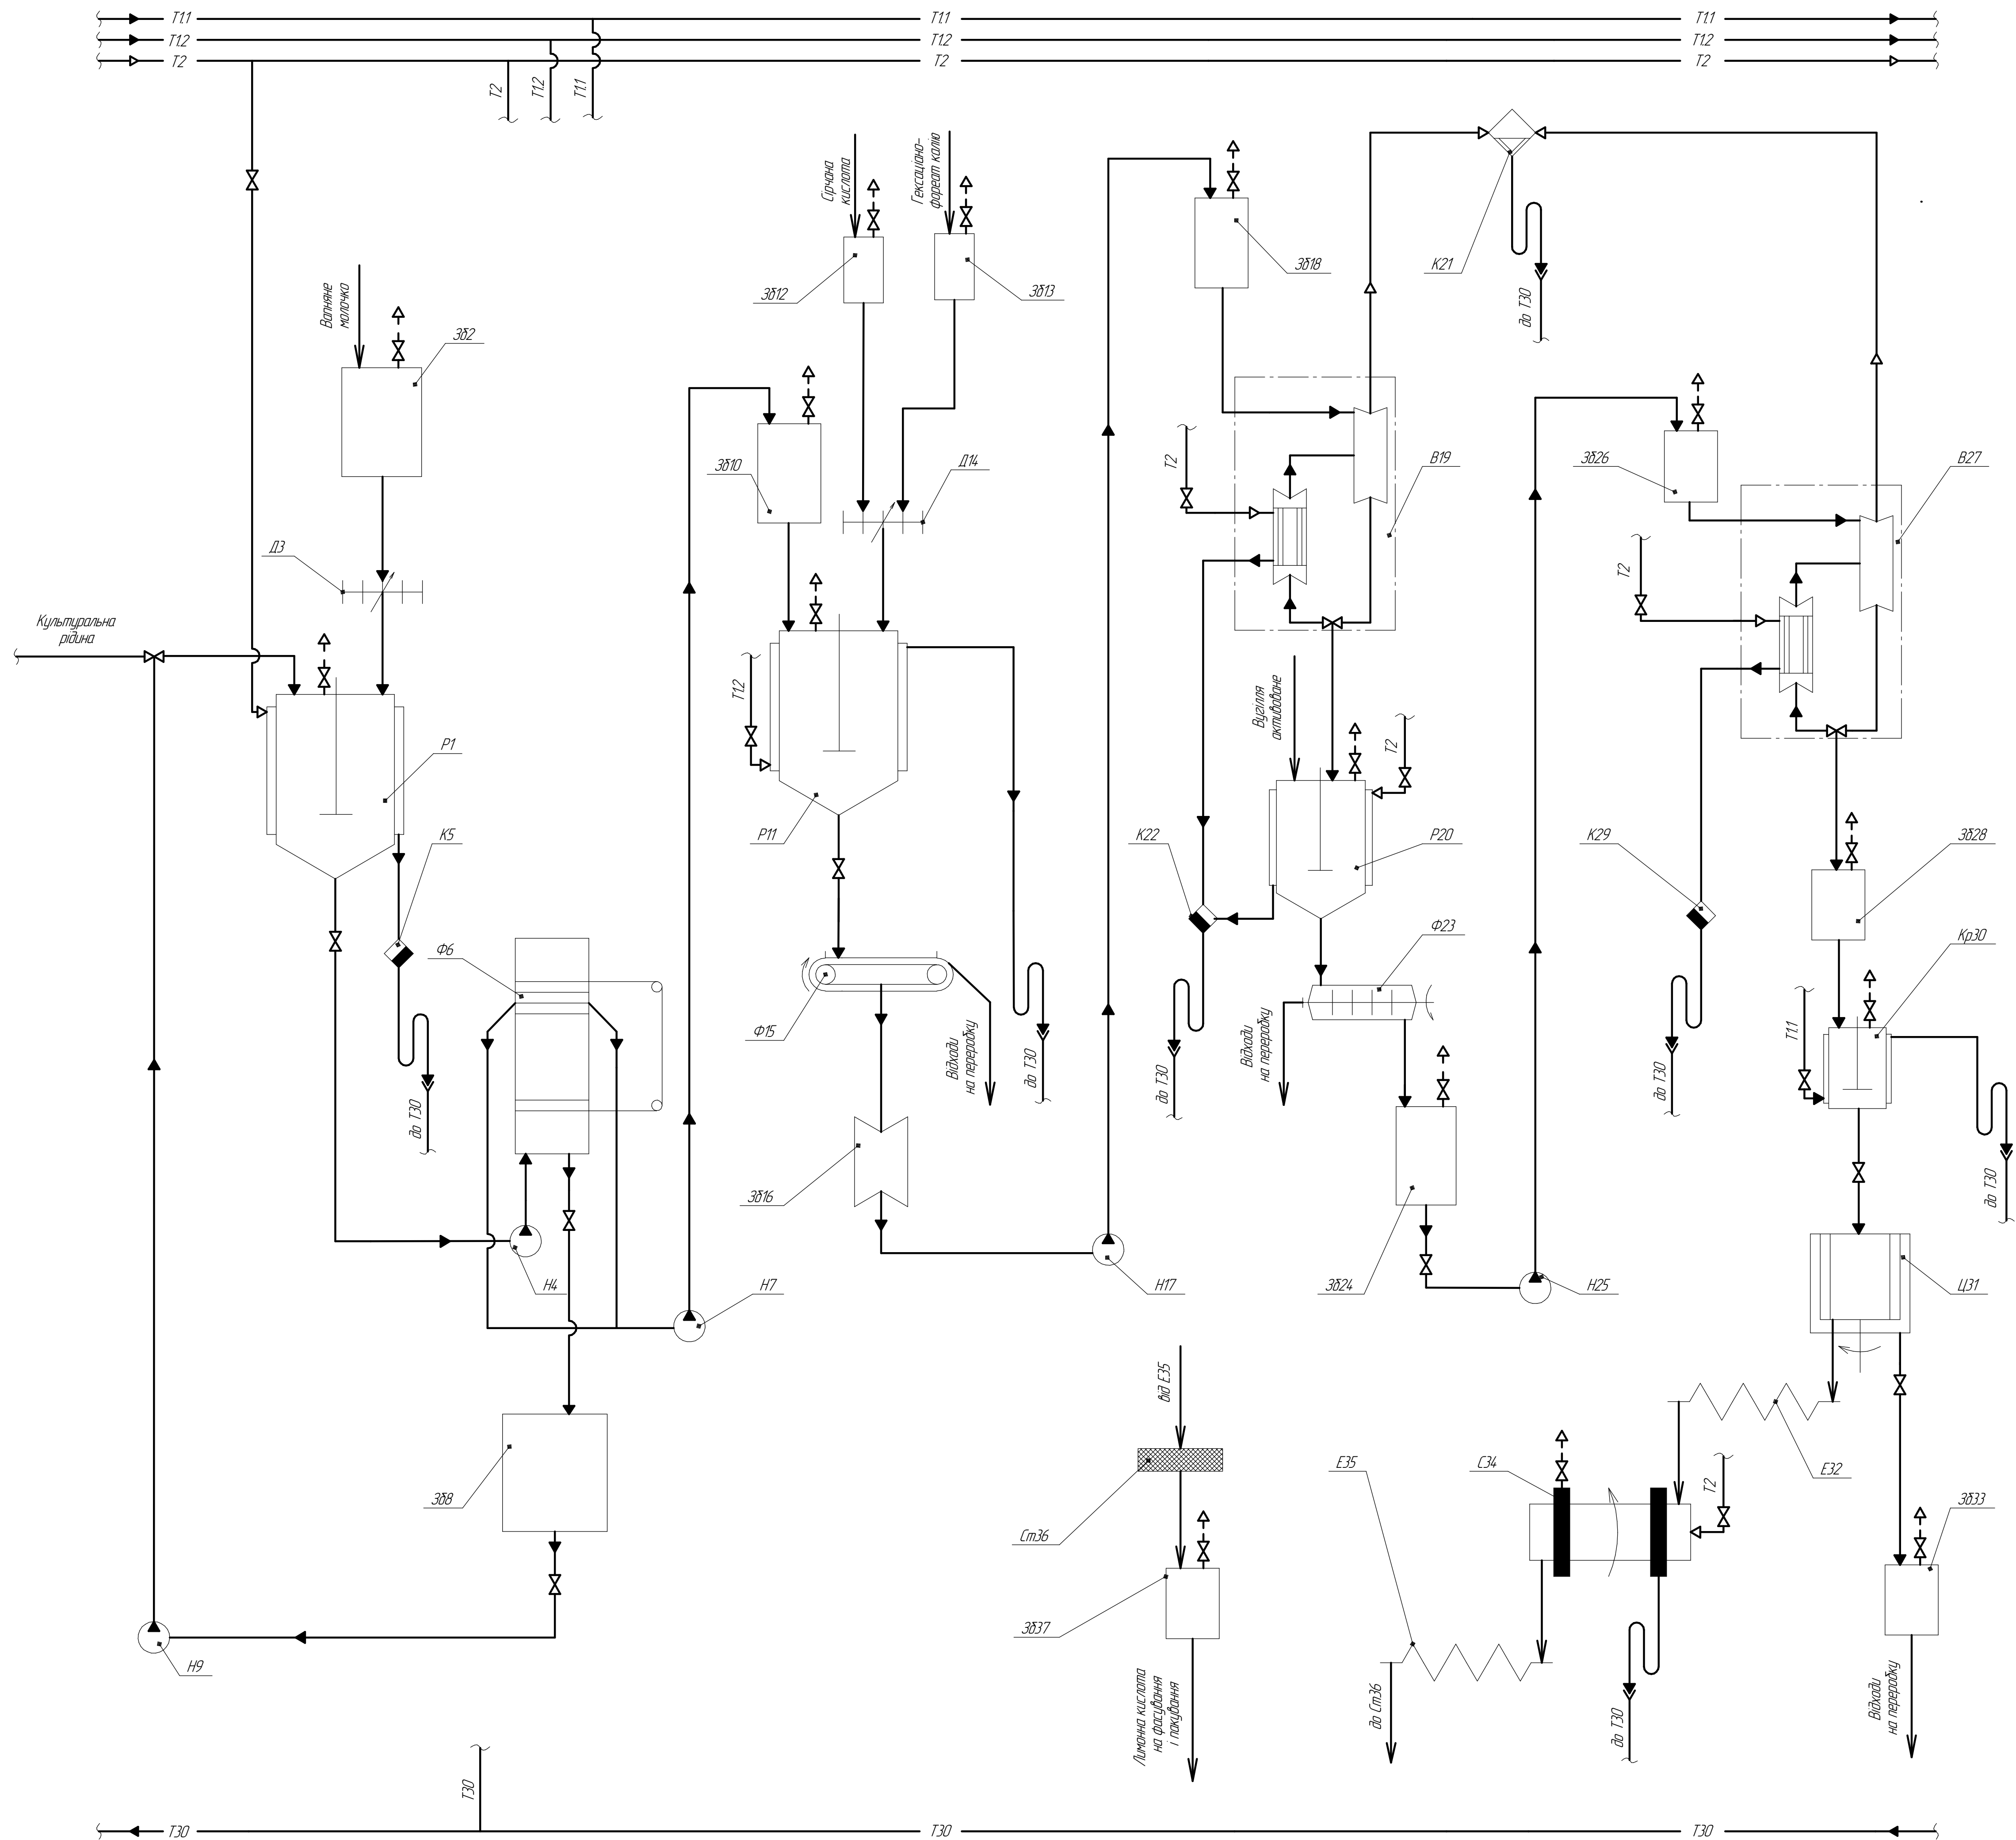 Т1.1
Т1.1
Т1.1
Т1.2
Т1.2
Т1.2
Т2
Т2
Т2
Т2
Т1.2
Т1.1
Сірчана
кислота
Гексаціано-
фореат калію
Вапняне
молочко
Зб2
Зб12
Зб13
Зб18
К21
до Т30
Зб10
Д14
Т2
В19
Зб26
В27
Д3
Т2
Культуральна
рідина
Т1.2
Вугілля
активоване
Т2
Р1
К5
Р11
К22
Р20
К29
Зб28
Ф6
Ф15
Ф23
Кр30
Відходи
на переробку
до Т30
до Т30
Відходи
на переробку
до Т30
Т1.1
до Т30
Зб16
до Т30
Н4
Н7
Н17
Зб24
Н25
Ц31
від Е35
Зб8
Е35
С34
Т2
Е32
Зб33
Ст36
Зб37
Н9
Лимонна кислота
на фасування
і пакування
до Ст36
до Т30
Відходи
на переробку
Т30
Т30
Т30
Т30